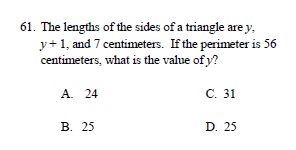 61. The lengths of the sides of a triangle are y,
y + 1, and 7 centimeters. If the perimeter is 56
centimeters, what is the value of y?
A. 24
C. 31
B. 25
D. 25